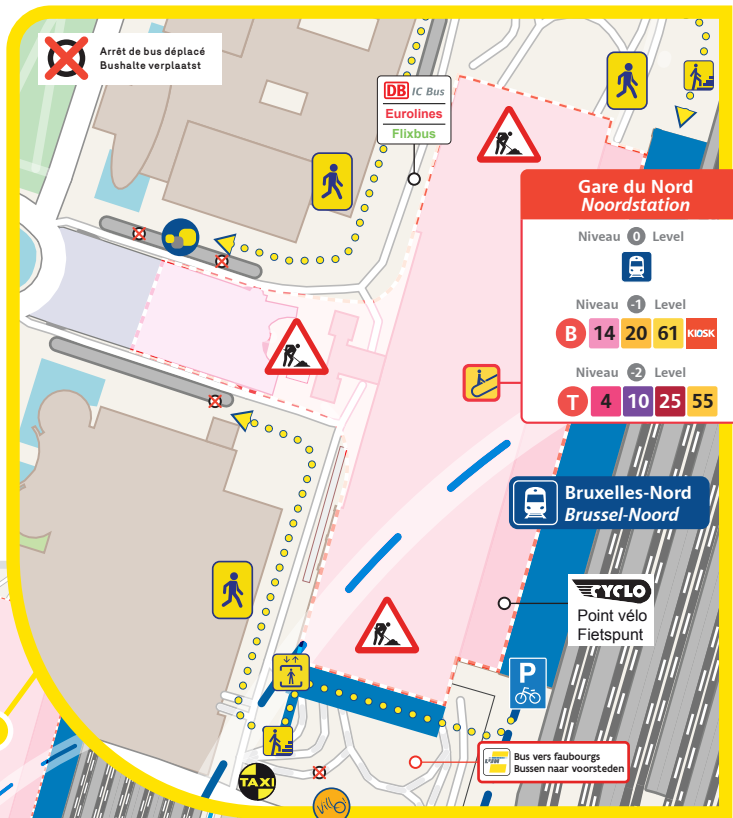 Arrêt de bus déplacé
Bushalte verplaatst
DB IC Bus
Eurolines
Flixbus
Gare du Nord
Noordstation
Niveau 0 Level
Niveau -1 Level
B 14 20 61 KIOSK
Niveau -2 Level
T 4 10 25 55
Bruxelles-Nord
Brussel-Noord
CYCLO
Point vélo
Fietspunt
P
Bus vers faubourgs
Bussen naar voorsteden
TAXI
Villo